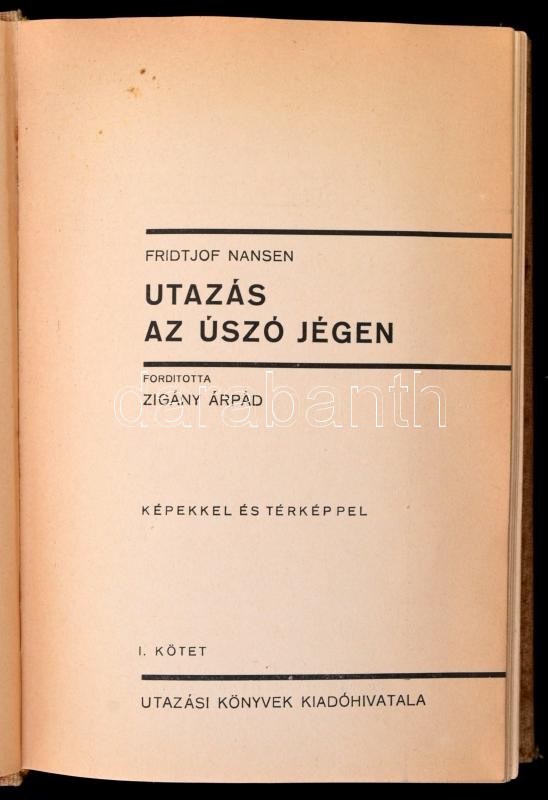 FRIDTJOF NANSEN
UTAZÁS
AZ ÚSZÓ JÉGEN
FORDITOTTA
ZIGÁNY ÁRPÁD
darabanth
KÉPEKKEL ÉS TÉRKÉPPEL
I. KÖTET
UTAZÁSI KÖNYVEK KIADÓHIVATALA